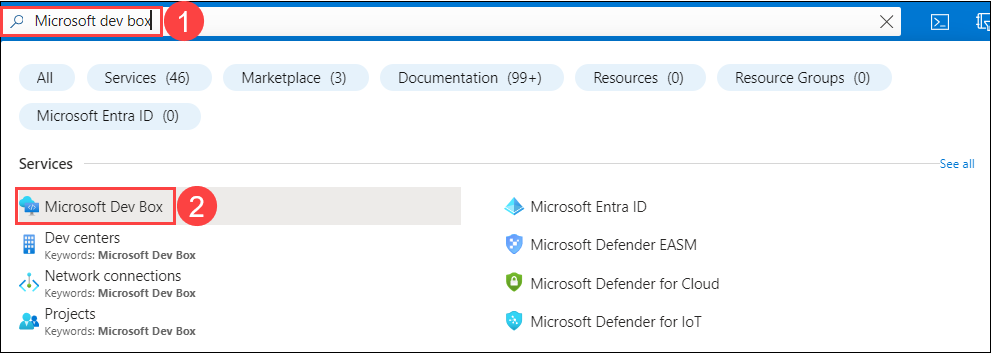 Microsoft dev box 1
All Services (46) Marketplace (3) Documentation (99+) Resources (0) Resource Groups (0)
Microsoft Entra ID (0)
Services See all
Microsoft Dev Box 2
Dev centers
Keywords: Microsoft Dev Box
Network connections
Keywords: Microsoft Dev Box
Projects
Keywords: Microsoft Dev Box
Microsoft Entra ID
Microsoft Defender EASM
Microsoft Defender for Cloud
Microsoft Defender for IoT